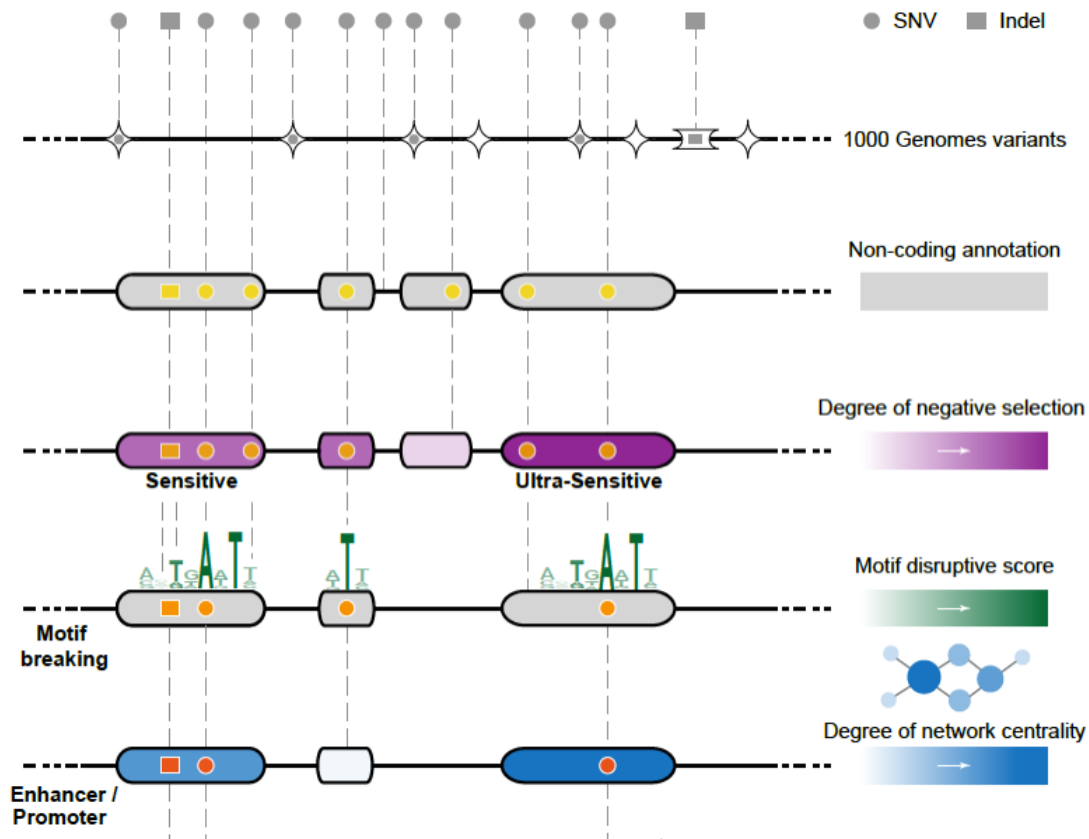 SNV
Indel
1000 Genomes variants
Non-coding annotation
Degree of negative selection
Sensitive
Ultra-Sensitive
A T G A A T T
A T T
A T G A A T T
Motif disruptive score
Motif
breaking
Degree of network centrality
Enhancer /
Promoter